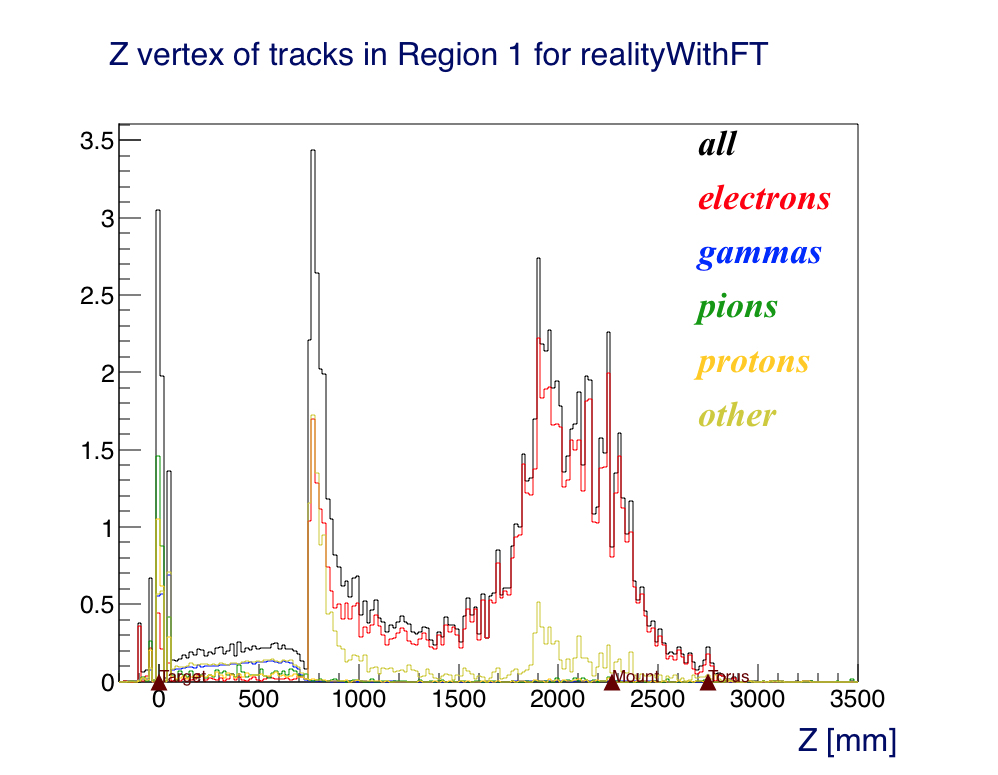 Z vertex of tracks in Region 1 for realityWithFT
3.5
3
2.5
2
1.5
1
0.5
0
all
electrons
gammas
pions
protons
other
Target
Mount
Torus
0
500
1000
1500
2000
2500
3000
3500
Z [mm]